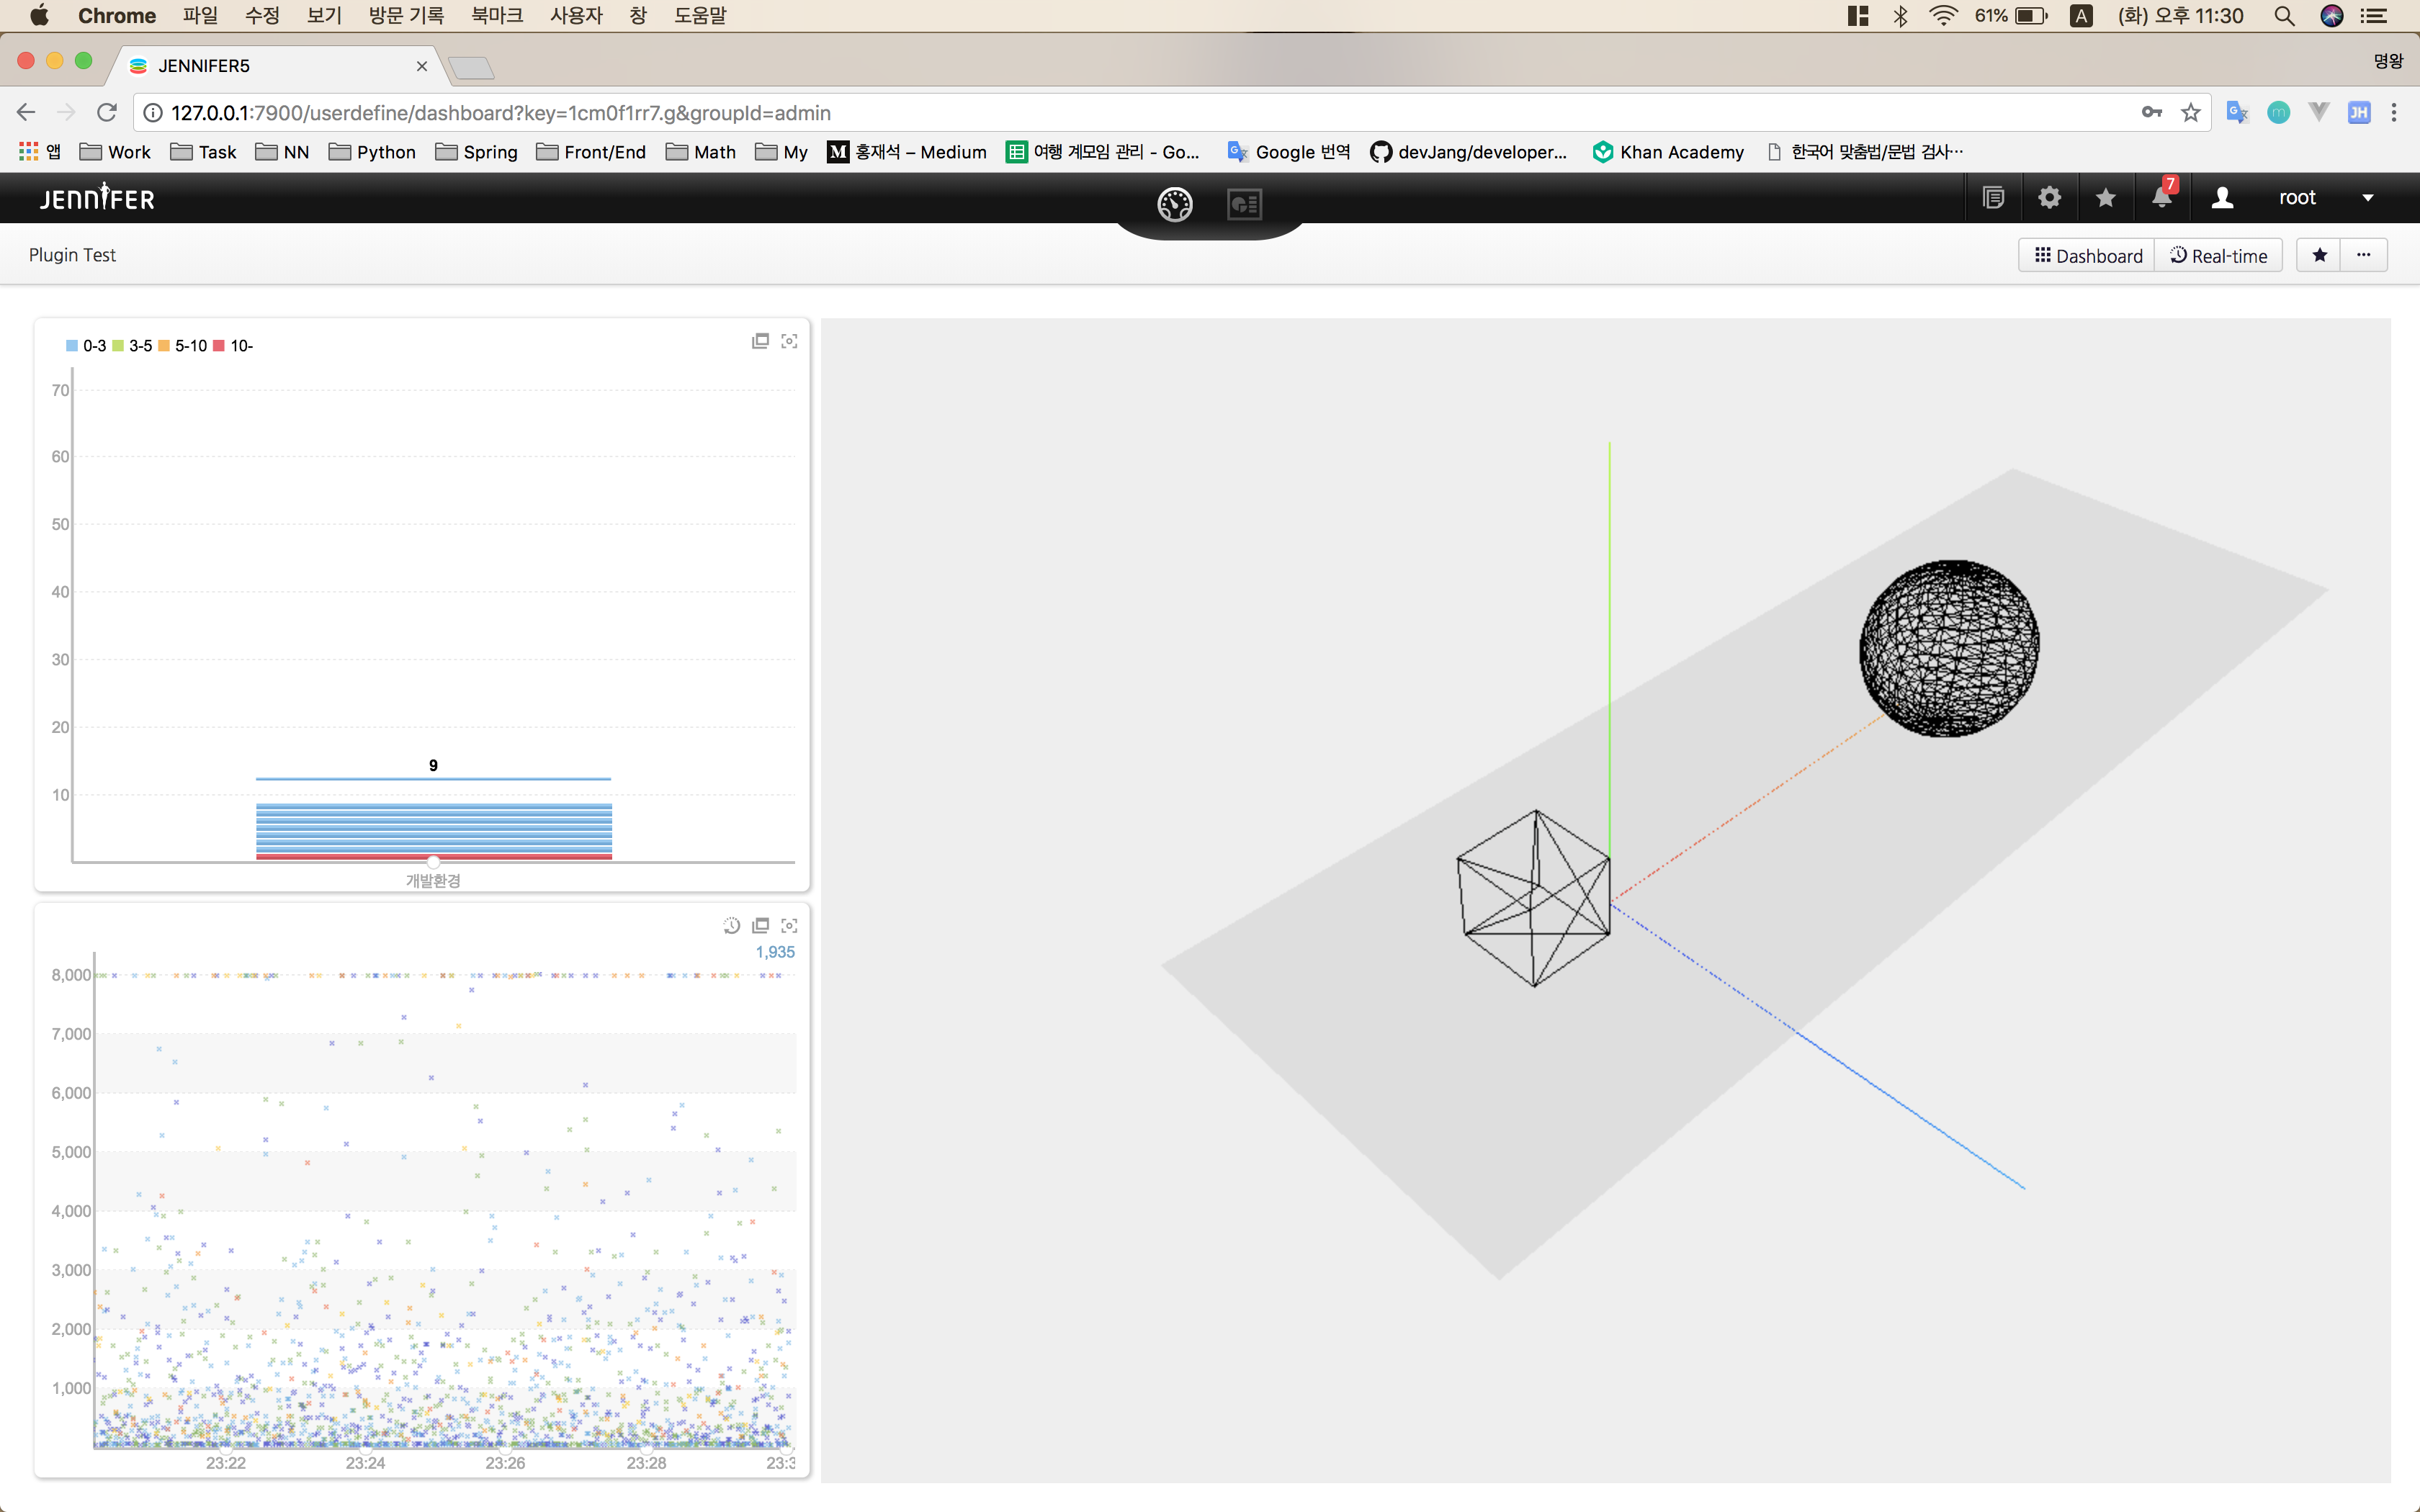 Chrome 파일 수정 보기 방문 기록 북마크 사용자 창 도움말 61% A (화) 오후 11:30
JENNIFER5 명왕
127.0.0.1:7900/userdefine/dashboard?key=1cm0f1rr7.g&groupId=admin m JH
앱 Work Task NN Python Spring Front/End Math My M 홍재석 – Medium 여행 계모임 관리 - Go... Google 번역 devJang/developer... Khan Academy 한국어 맞춤법/문법 검사…
JENNIFER 7 root
Plugin Test Dashboard Real-time
0-3 3-5 5-10 10-
70
60
50
40
30
20
9
10
개발환경
1,935
8,000
7,000
6,000
5,000
4,000
3,000
2,000
1,000
23:22 23:24 23:26 23:28 23:3